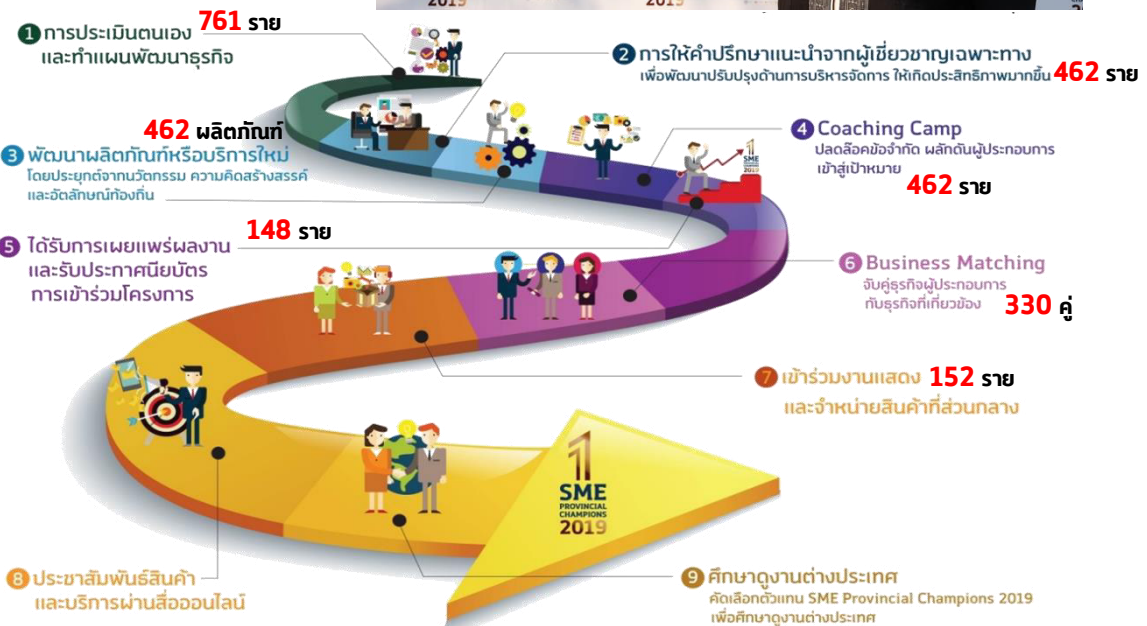 2019
2019
1 การประเมินตนเอง 761 ราย
และทำแผนพัฒนาธุรกิจ
2 การให้คำปรึกษาแนะนำจากผู้เชี่ยวชาญเฉพาะทาง
เพื่อพัฒนาปรับปรุงด้านการบริหารจัดการ ให้เกิดประสิทธิภาพมากขึ้น 462 ราย
462 ผลิตภัณฑ์
3 พัฒนาผลิตภัณฑ์หรือบริการใหม่
โดยประยุกต์จากนวัตกรรม ความคิดสร้างสรรค์
และอัตลักษณ์ท้องถิ่น
4 Coaching Camp
ปลดล๊อคข้อจำกัด ผลักดันผู้ประกอบการ
เข้าสู่เป้าหมาย
462 ราย
1
SME
2019
148 ราย
5 ได้รับการเผยแพร่ผลงาน
และรับประกาศนียบัตร
การเข้าร่วมโครงการ
6 Business Matching
จับคู่ธุรกิจผู้ประกอบการ
กับธุรกิจที่เกี่ยวข้อง 330 คู่
7 เข้าร่วมงานแสดง 152 ราย
และจำหน่ายสินค้าที่ส่วนกลาง
1
SME
PROVINCIAL
CHAMPIONS
2019
8 ประชาสัมพันธ์สินค้า
และบริการผ่านสื่อออนไลน์
9 ศึกษาดูงานต่างประเทศ
คัดเลือกตัวแทน SME Provincial Champions 2019
เพื่อศึกษาดูงานต่างประเทศ